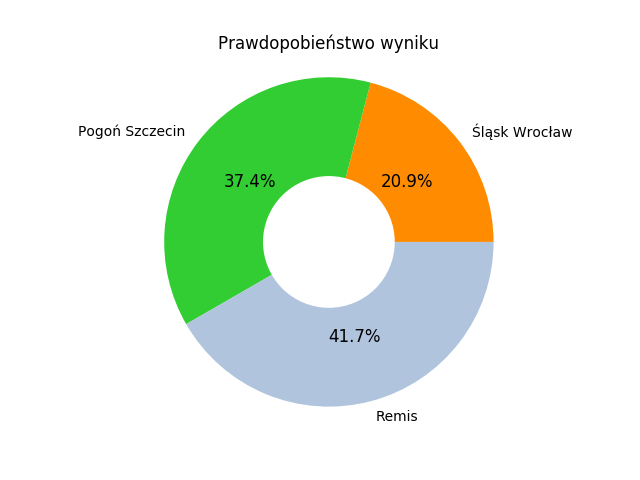 Prawdopobieństwo wyniku
Pogoń Szczecin
Śląsk Wrocław
37.4%
20.9%
41.7%
Remis